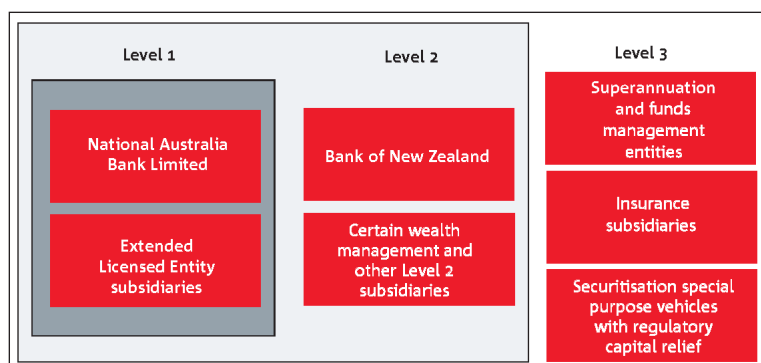 Level 1
National Australia
Bank Limited
Extended
Licensed Entity
subsidiaries
Level 2
Bank of New Zealand
Certain wealth
management and
other Level 2
subsidiaries
Level 3
Superannuation
and funds
management
entities
Insurance
subsidiaries
Securitisation special
purpose vehicles
with regulatory
capital relief